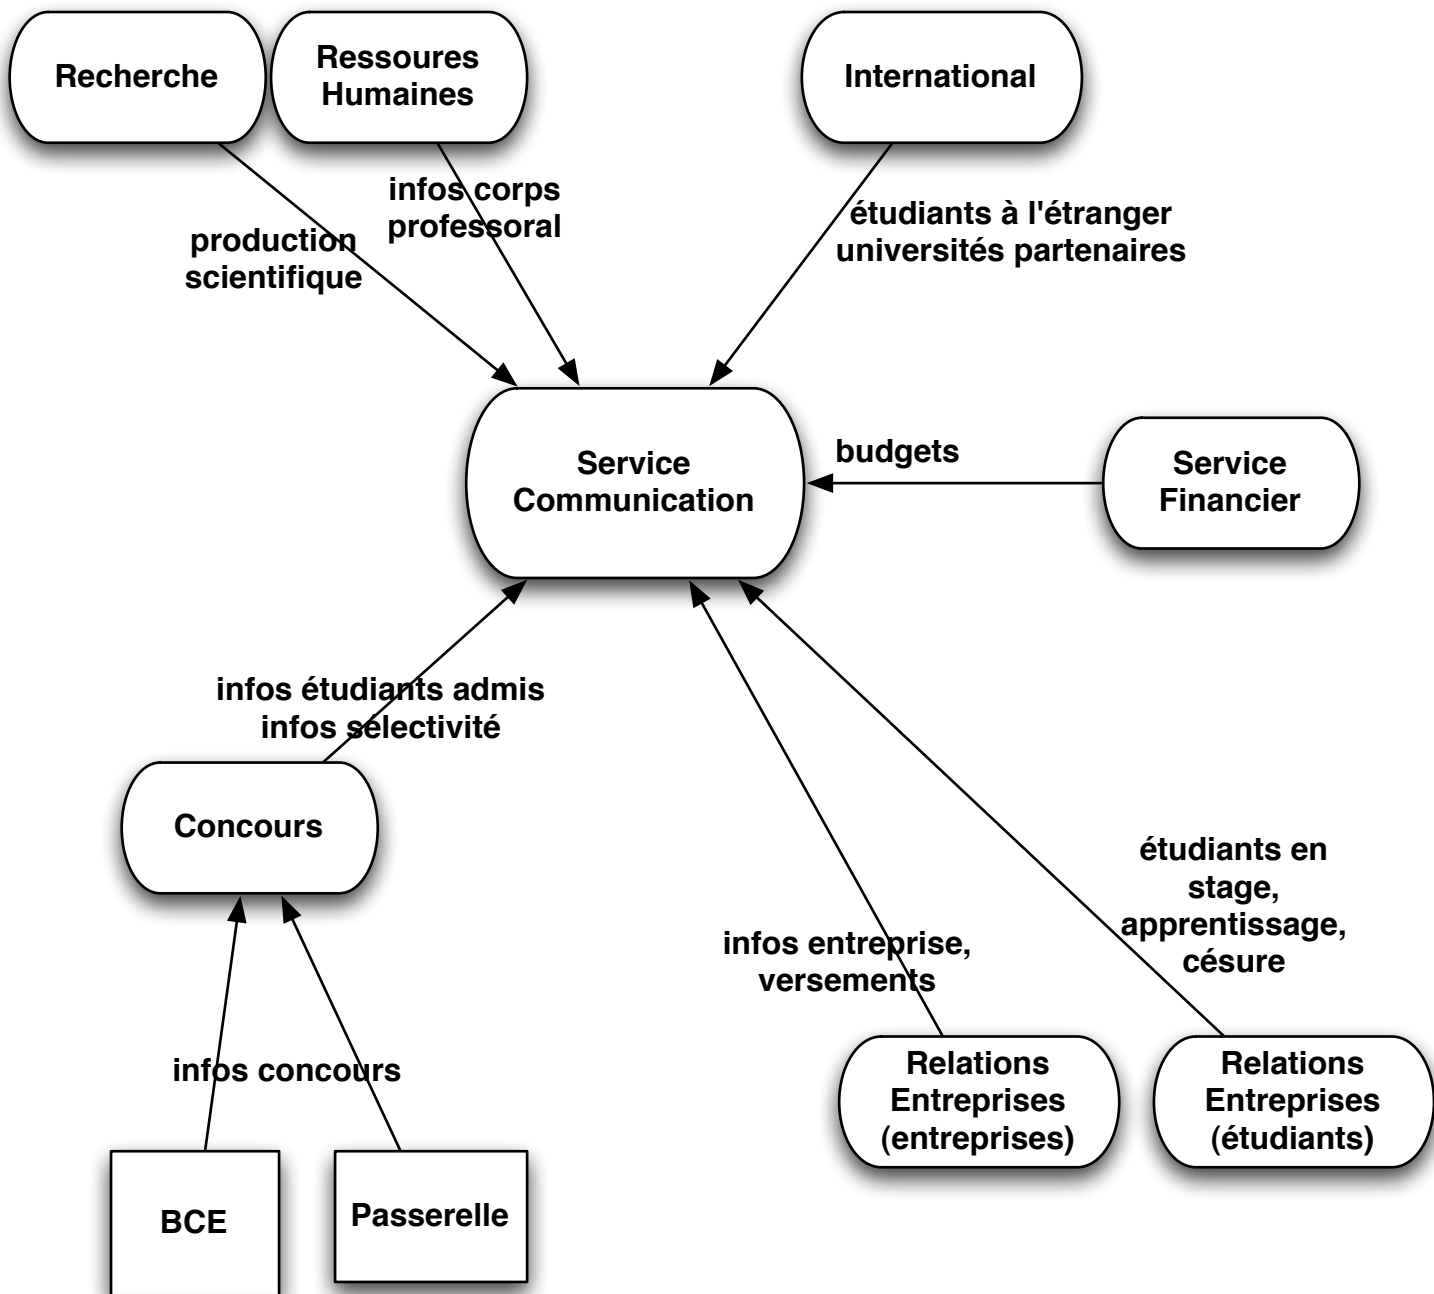 Recherche
Ressoures
Humaines
International
infos corps
professoral
production
scientifique
étudiants à l'étranger
universités partenaires
Service
Communication
budgets
Service
Financier
infos étudiants admis
infos sélectivité
Concours
étudiants en
stage,
apprentissage,
césure
infos entreprise,
versements
infos concours
Relations
Entreprises
(entreprises)
Relations
Entreprises
(étudiants)
BCE
Passerelle